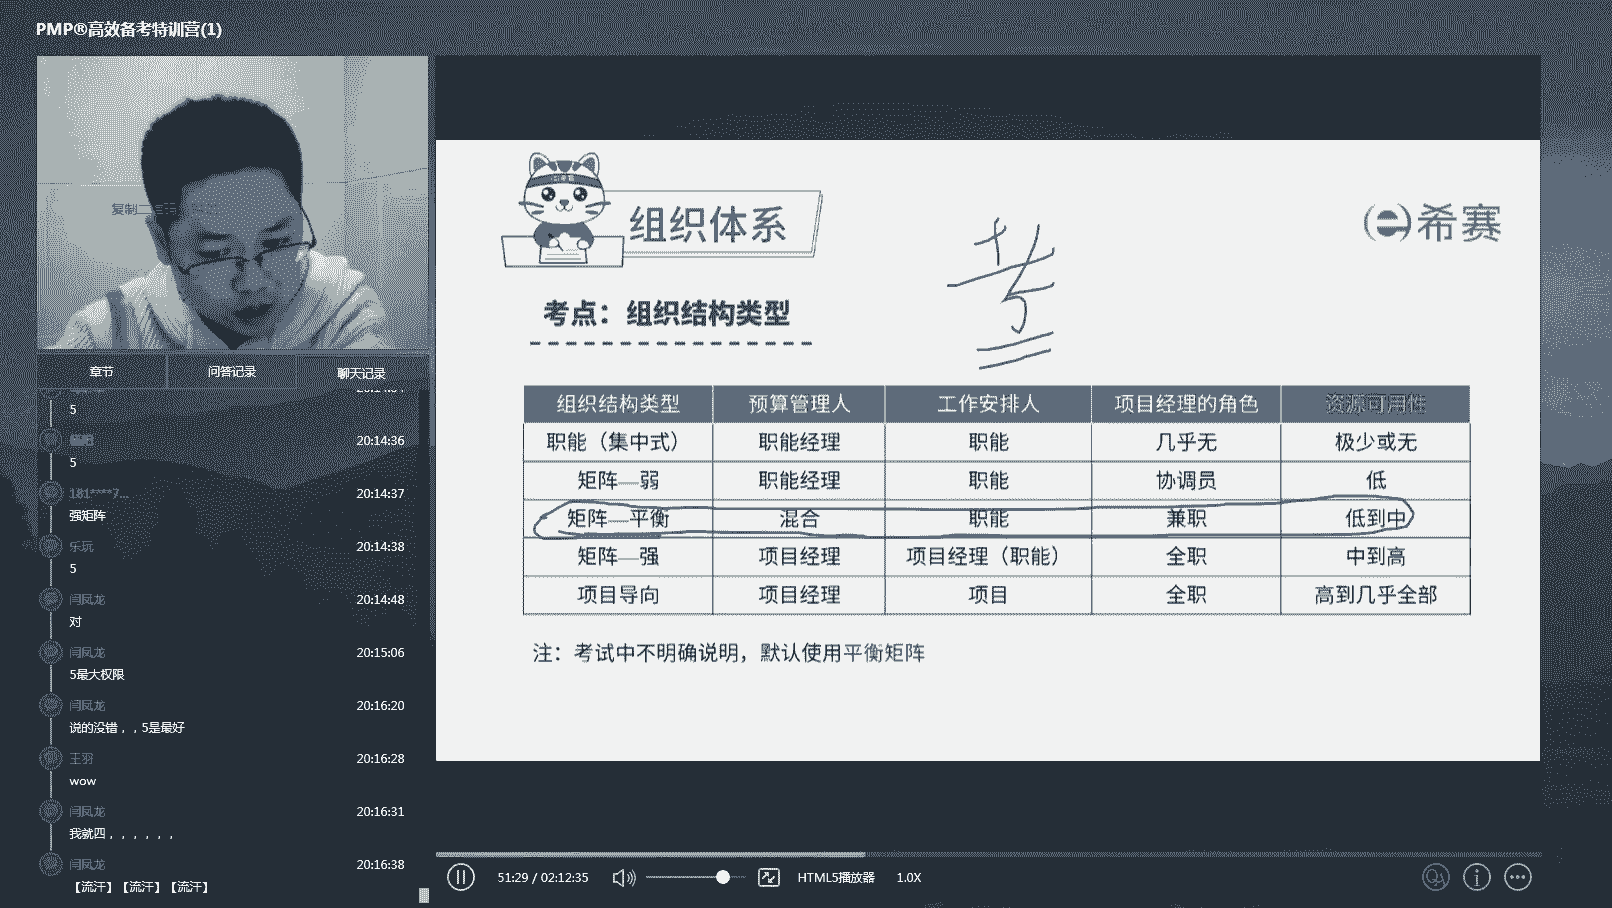 PMP®高效备考特训营(1)
章节
问答记录
聊天记录
5
20:14:36
5
181****7...
20:14:37
强矩阵
乐玩
20:14:38
5
闫凤龙
20:14:48
对
闫凤龙
20:15:06
5最大权限
闫凤龙
20:16:20
说的没错，，5是最好
王羽
20:16:28
wow
闫凤龙
20:16:31
我就四，，，，，，
闫凤龙
20:16:38
【流汗】【流汗】【流汗】
组织体系
考
希赛
考点：组织结构类型
组织结构类型 预算管理人 工作安排人 项目经理的角色 资源可用性
职能（集中式） 职能经理 职能 几乎无 极少或无
矩阵—弱 职能经理 职能 协调员 低
矩阵—平衡 混合 职能 兼职 低到中
矩阵—强 项目经理 项目经理（职能） 全职 中到高
项目导向 项目经理 项目 全职 高到几乎全部
注：考试中不明确说明，默认使用平衡矩阵
51:29 / 02:12:35
HTML5播放器
1.0X